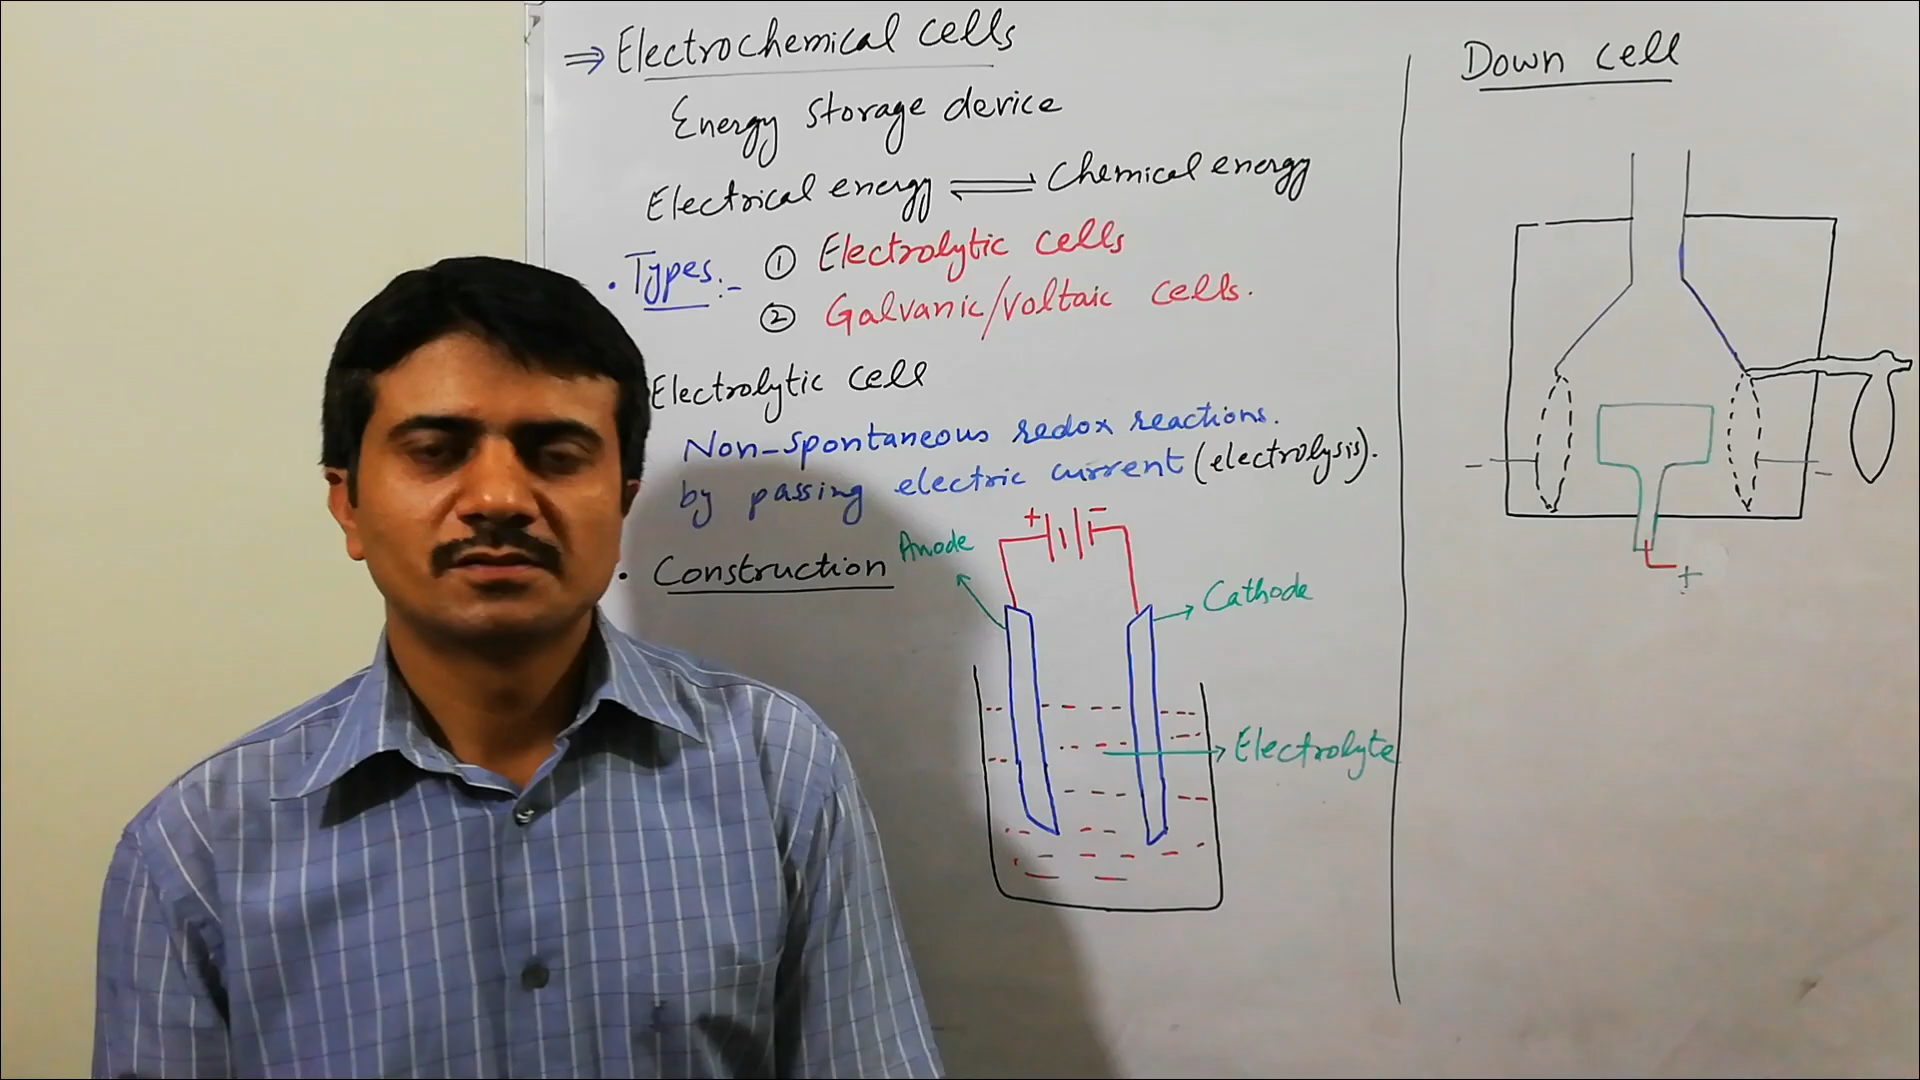 ⇒ Electrochemical cells
Energy storage device
Electrical energy ⇌ Chemical energy
• Types:- ① Electrolytic cells
② Galvanic/voltaic cells.
Electrolytic cell
Non-spontaneous redox reactions.
by passing electric current (electrolysis).
• Construction
Anode
+ -
Cathode
Electrolyte
Down cell
- -
+